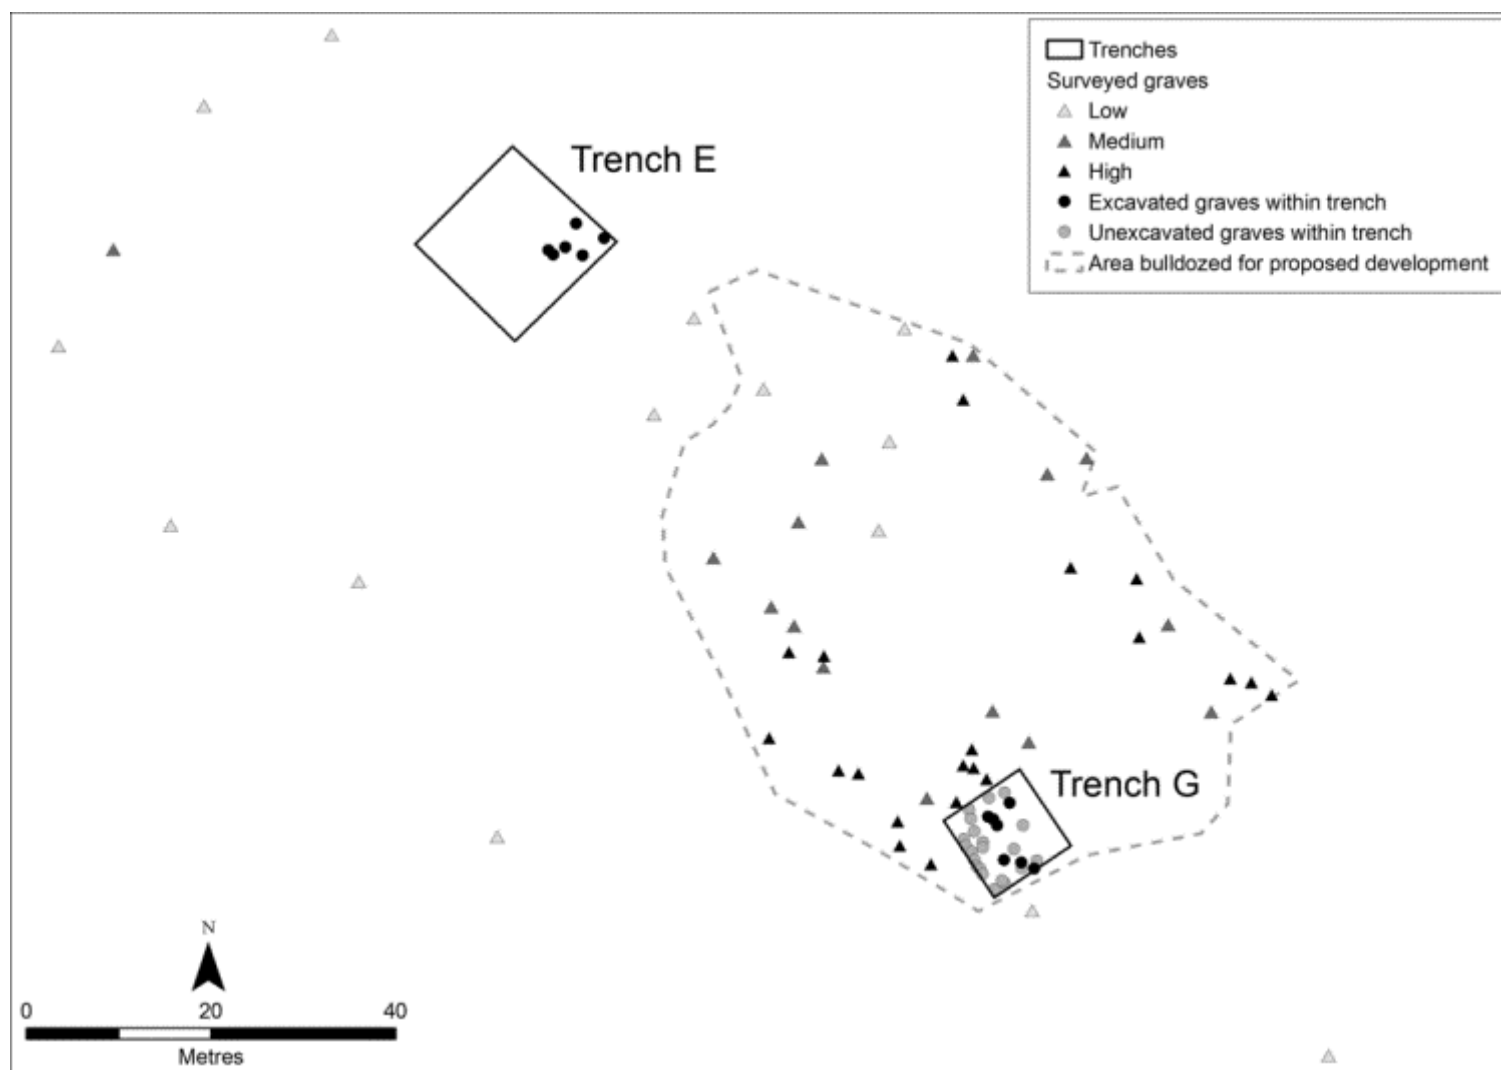 Trenches
Surveyed graves
Low
Medium
High
Excavated graves within trench
Unexcavated graves within trench
Area bulldozed for proposed development
Trench E
Trench G
N
0 20 40
Metres